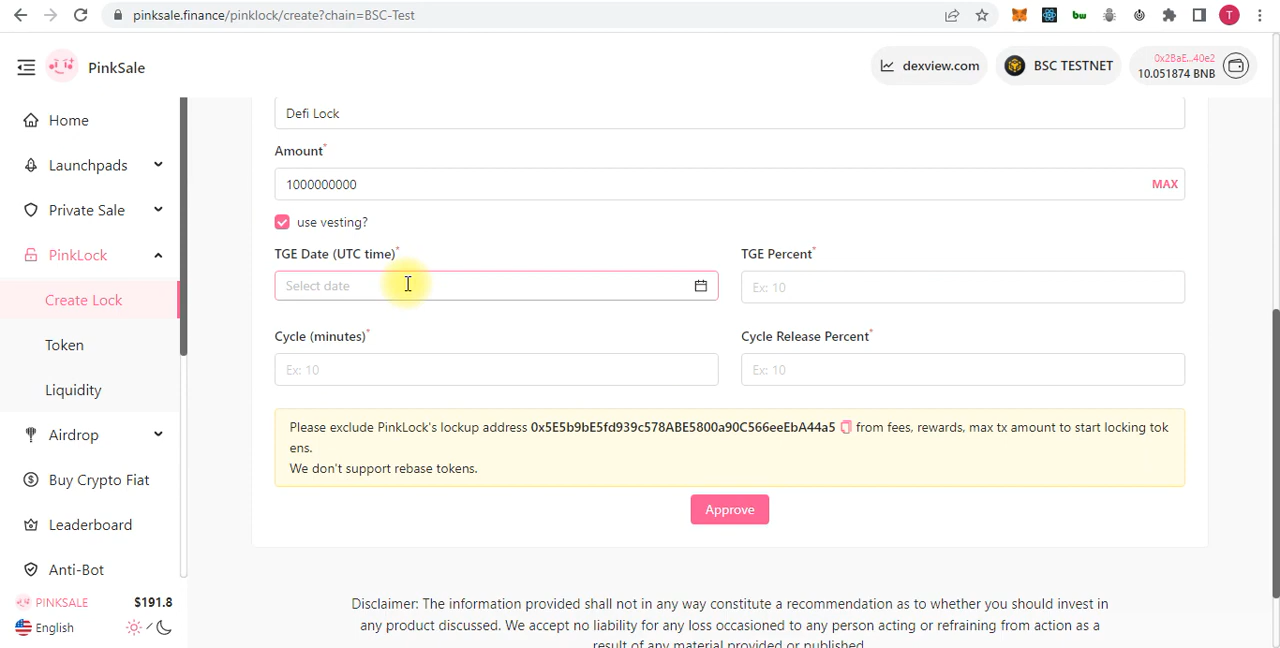 pinksale.finance/pinklock/create?chain=BSC-Test
T
PinkSale
dexview.com
BSC TESTNET
0x2BaE...40e2
10.051874 BNB
Home
Launchpads
Private Sale
PinkLock
Create Lock
Token
Liquidity
Airdrop
Buy Crypto Fiat
Leaderboard
Anti-Bot
PINKSALE $191.8
English
Defi Lock
Amount*
1000000000 MAX
use vesting?
TGE Date (UTC time)* TGE Percent*
Select date Ex: 10
Cycle (minutes)* Cycle Release Percent*
Ex: 10 Ex: 10
Please exclude PinkLock's lockup address 0x5E5b9bE5fd939c578ABE5800a90C566eeEbA44a5 from fees, rewards, max tx amount to start locking tok
ens.
We don't support rebase tokens.
Approve
Disclaimer: The information provided shall not in any way constitute a recommendation as to whether you should invest in
any product discussed. We accept no liability for any loss occasioned to any person acting or refraining from action as a
result of any material provided or published.